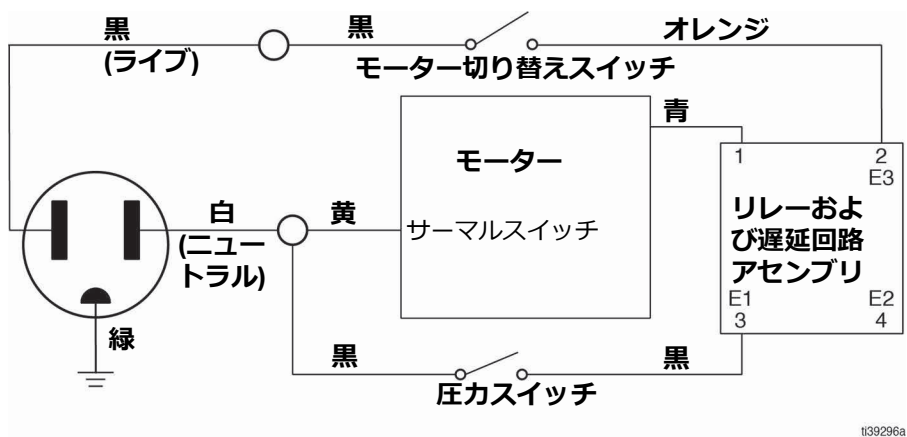 黒
(ライブ)
黒
オレンジ
モーター切り替えスイッチ
青
モーター
サーマルスイッチ
1
2
E3
リレーおよ
び遅延回路
アセンブリ
E1
E2
3
4
白
(ニュー
トラル)
黄
緑
黒
黒
圧力スイッチ
ti39296a